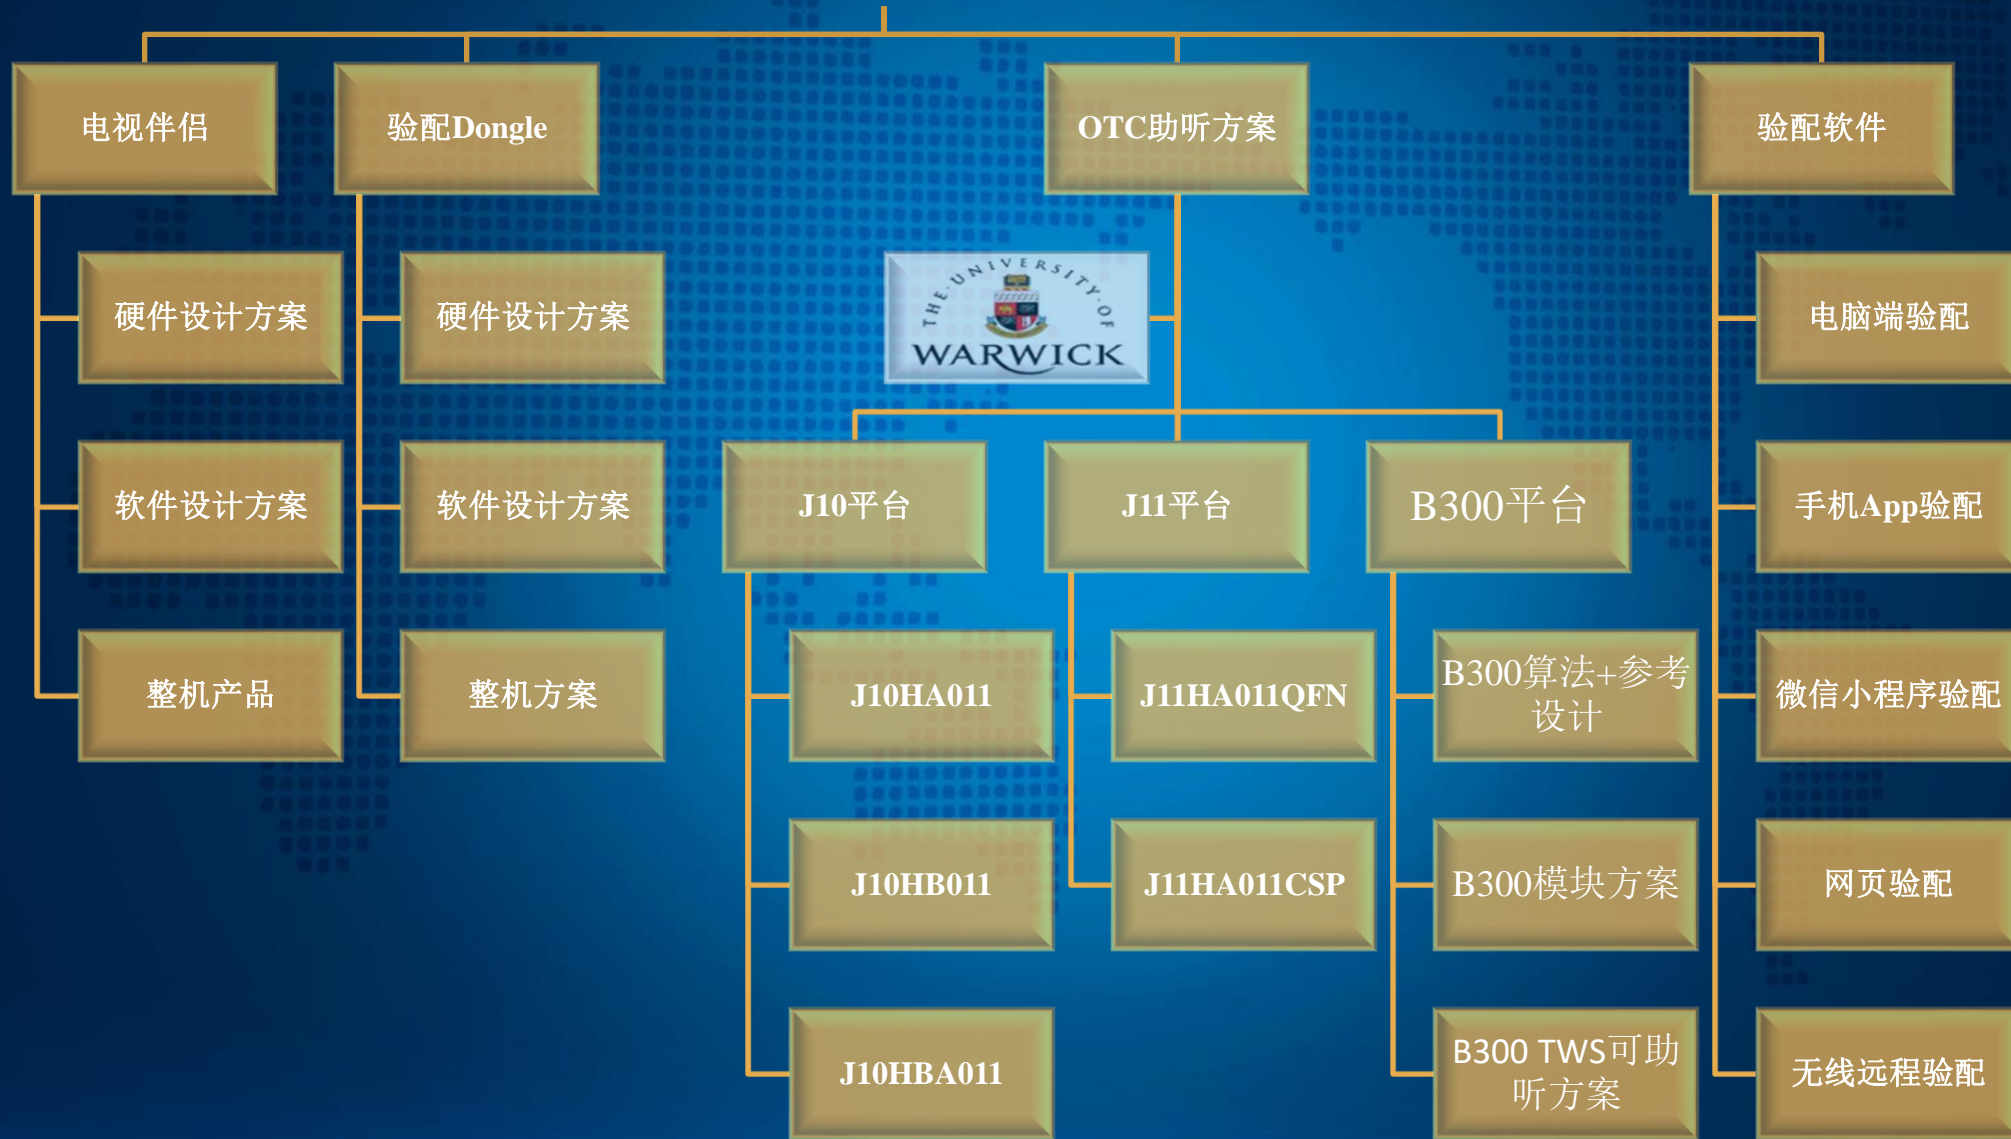 电视伴侣
验配Dongle
OTC助听方案
验配软件
硬件设计方案
硬件设计方案
THE·UNIVERSITY·OF
WARWICK
电脑端验配
软件设计方案
软件设计方案
J10平台
J11平台
B300平台
手机App验配
整机产品
整机方案
J10HA011
J11HA011QFN
B300算法+参考
设计
微信小程序验配
J10HB011
J11HA011CSP
B300模块方案
网页验配
J10HBA011
B300 TWS可助
听方案
无线远程验配